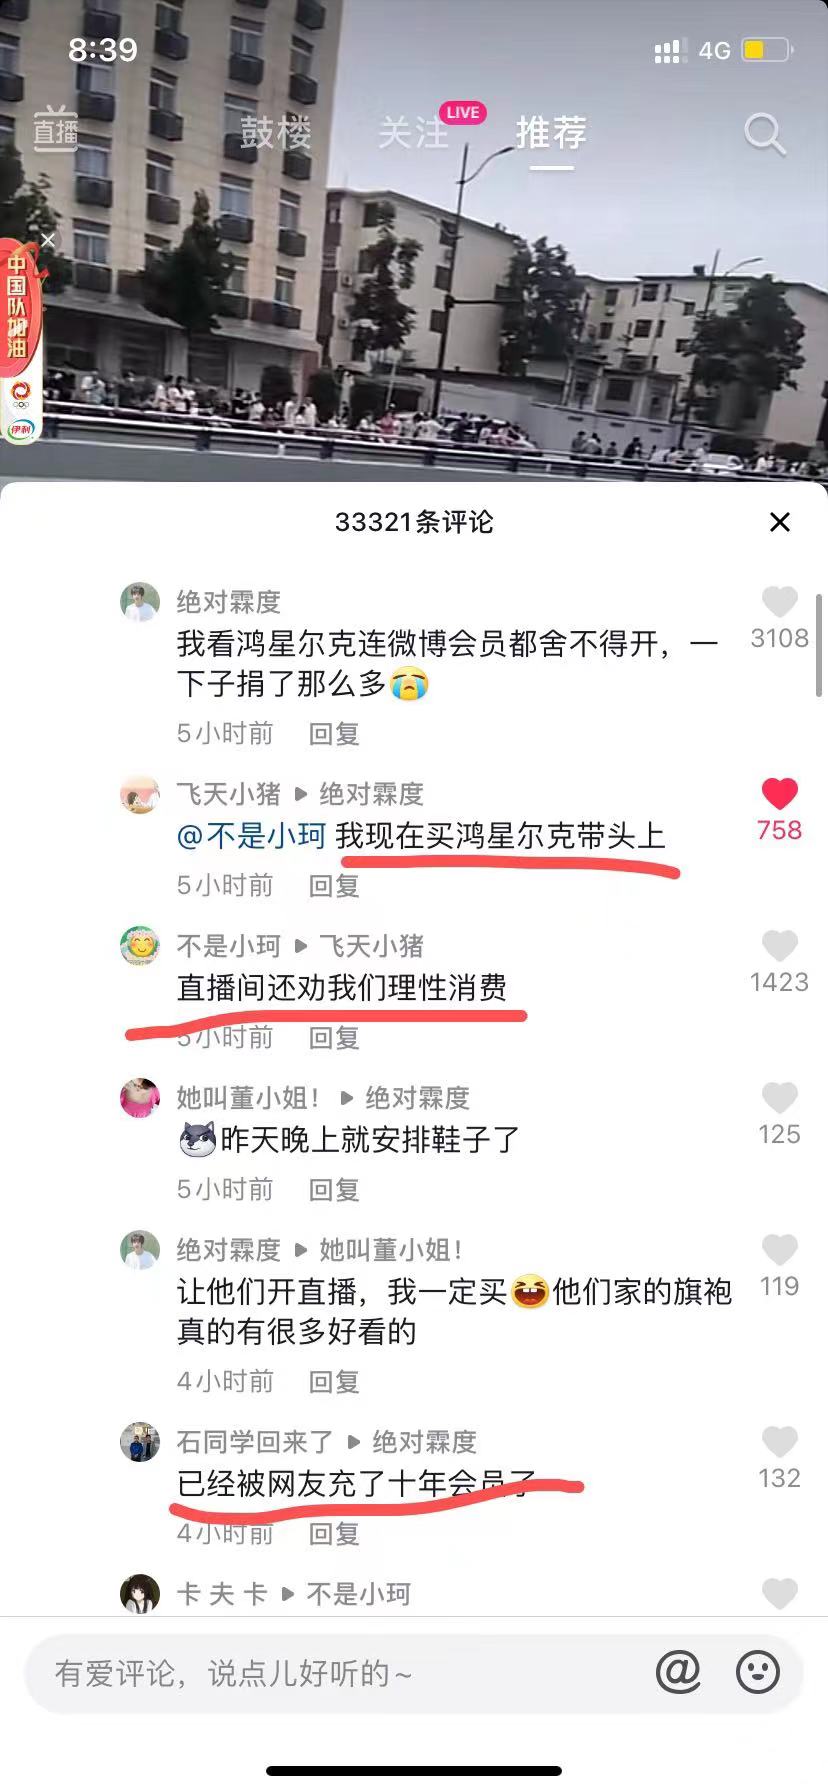 8:39
4G
直播
鼓楼
关注
LIVE
推荐
中国队加油
伊利
33321条评论
绝对霖度
我看鸿星尔克连微博会员都舍不得开，一
下子捐了那么多😭
3108
5小时前 回复
飞天小猪 ▶ 绝对霖度
@不是小珂 我现在买鸿星尔克带头上
758
5小时前 回复
不是小珂 ▶ 飞天小猪
直播间还劝我们理性消费
1423
5小时前 回复
她叫董小姐！ ▶ 绝对霖度
昨天晚上就安排鞋子了
125
5小时前 回复
绝对霖度 ▶ 她叫董小姐！
让他们开直播，我一定买😆他们家的旗袍
真的有很多好看的
119
4小时前 回复
石同学回来了 ▶ 绝对霖度
已经被网友充了十年会员了
132
4小时前 回复
卡 夫 卡 ▶ 不是小珂
有爱评论，说点儿好听的~
@